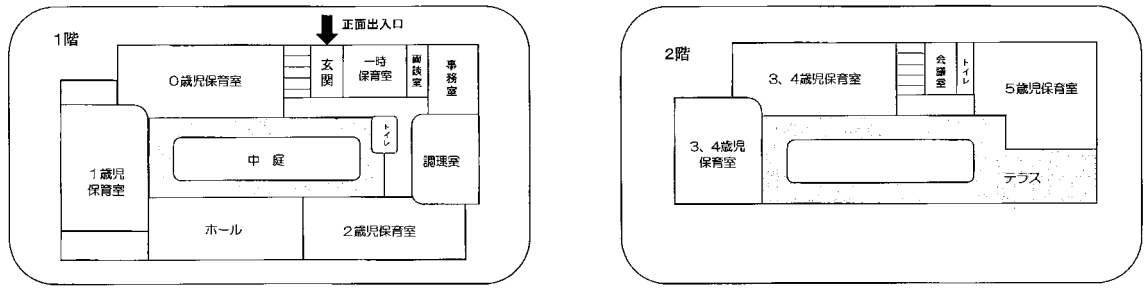 1階
正面出入口
0歳児保育室
玄関
一時
保育室
面談室
事務室
トイレ
中庭
調理室
1歳児
保育室
ホール
2歳児保育室
2階
3、4歳児保育室
会議室
トイレ
5歳児保育室
3、4歳児
保育室
テラス